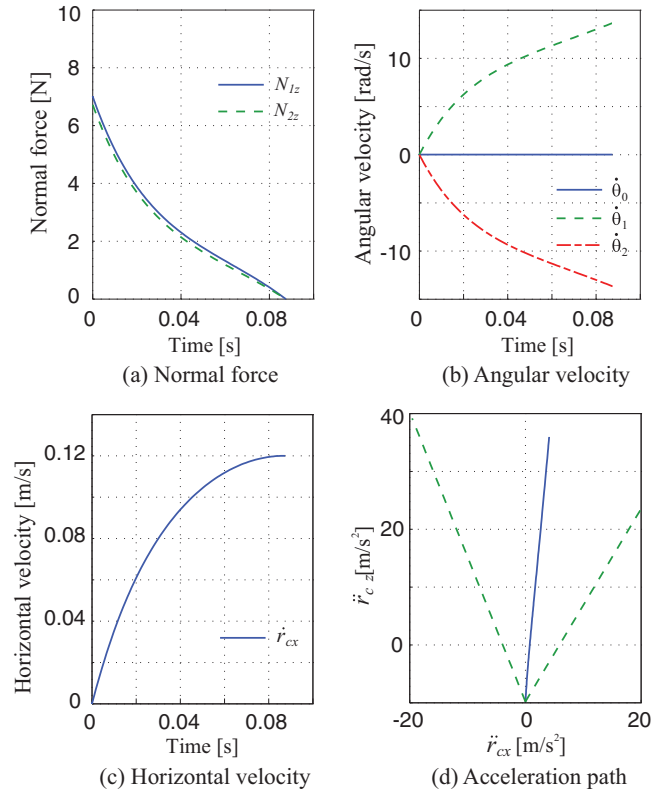 Normal force [N]
10
8
6
4
2
0
N1z
N2z
0
0.04
0.08
Time [s]
(a) Normal force
Angular velocity [rad/s]
10
0
-10
θ̇0
θ̇1
θ̇2
0
0.04
0.08
Time [s]
(b) Angular velocity
Horizontal velocity [m/s]
0.12
0.08
0.04
0
ṙcx
0
0.04
0.08
Time [s]
(c) Horizontal velocity
r̈c z[m/s²]
40
20
0
-20
0
20
r̈cx [m/s²]
(d) Acceleration path